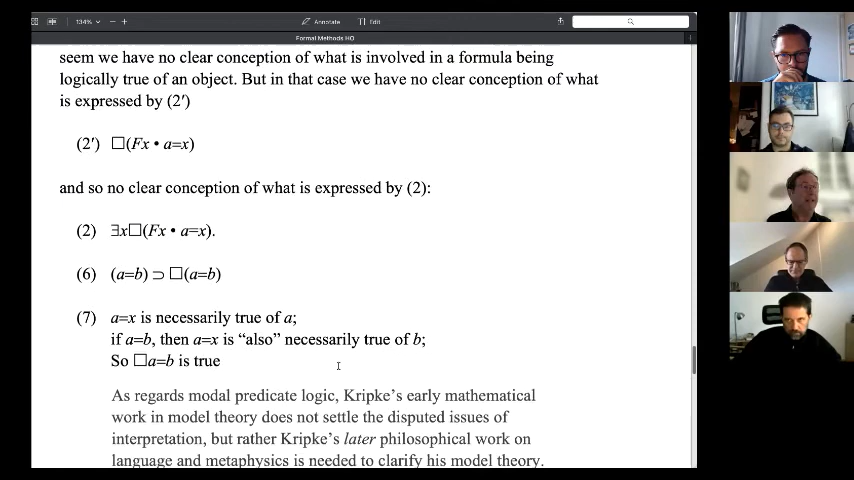 134%
Annotate
Edit
Formal Methods HO
seem we have no clear conception of what is involved in a formula being
logically true of an object. But in that case we have no clear conception of what
is expressed by (2′)
(2′) □(Fx • a=x)
and so no clear conception of what is expressed by (2):
(2) ∃x□(Fx • a=x).
(6) (a=b) ⊃ □(a=b)
(7) a=x is necessarily true of a;
if a=b, then a=x is “also” necessarily true of b;
So □a=b is true
As regards modal predicate logic, Kripke’s early mathematical
work in model theory does not settle the disputed issues of
interpretation, but rather Kripke’s later philosophical work on
language and metaphysics is needed to clarify his model theory.